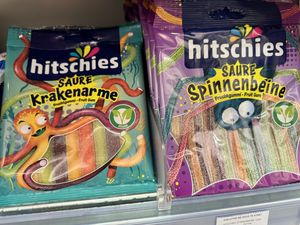 hitschies
SAURE
Krakenarme
Fruchtgummi - Fruit Gum
hitschies
SAURE
Spinnenbeine
Fruchtgummi - Fruit Gum